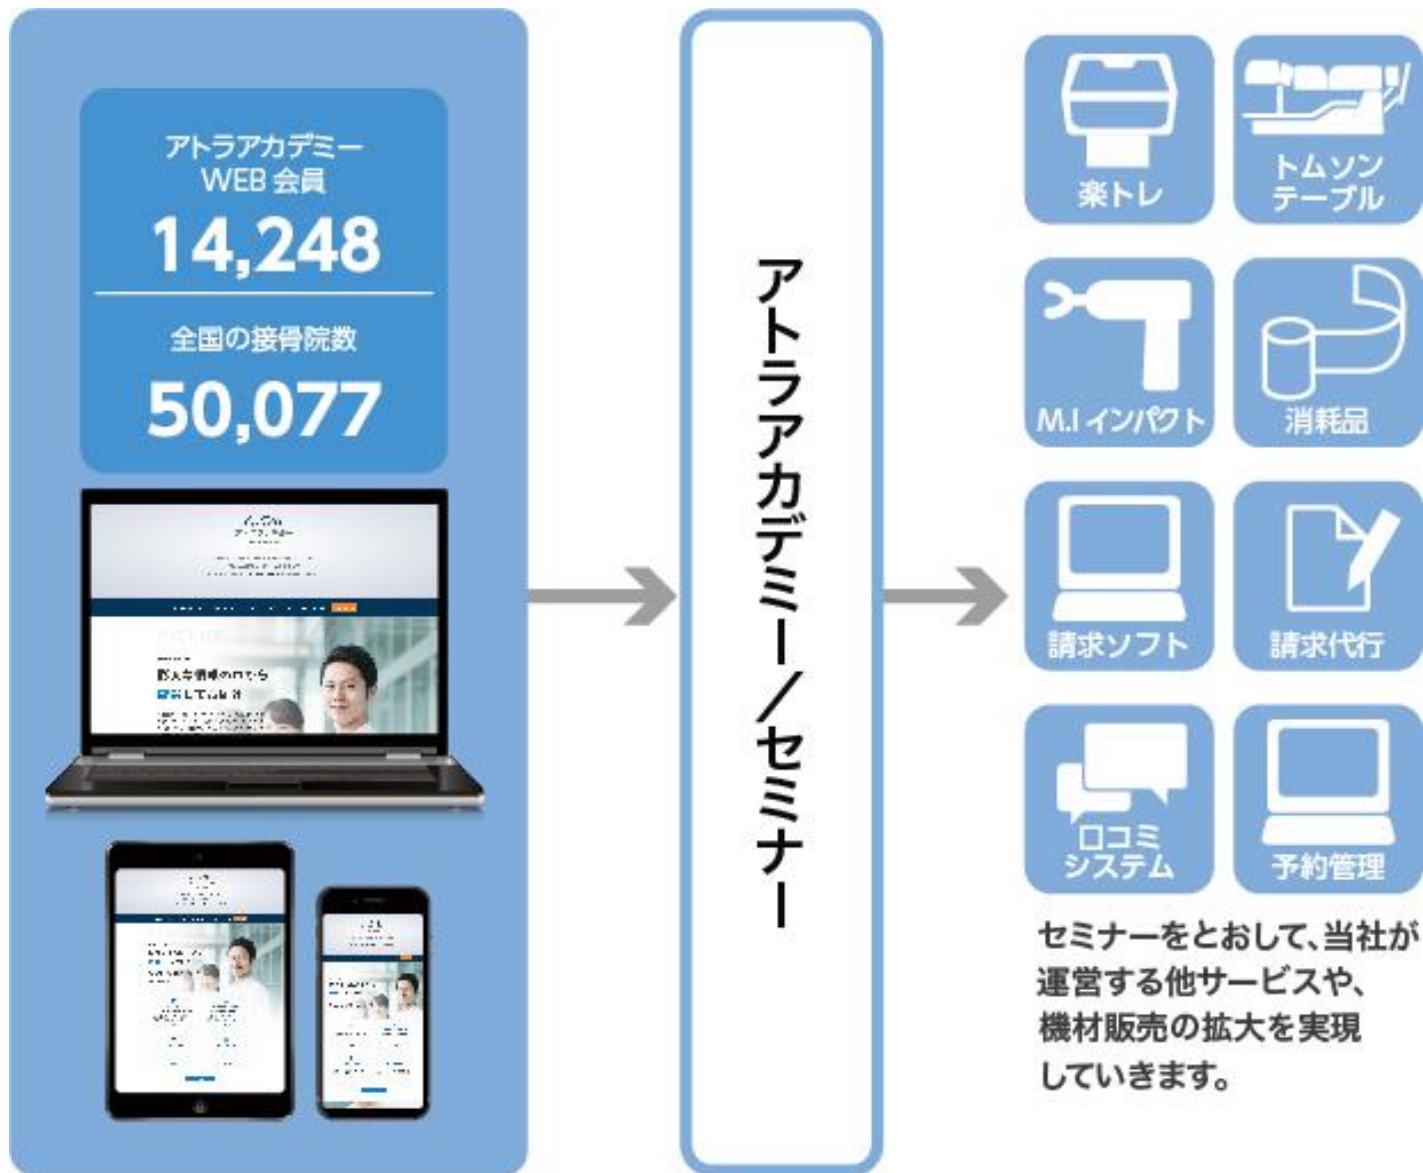 アトラアカデミー
WEB 会員
14,248
全国の接骨院数
50,077
アトラアカデミー/セミナー
楽トレ
トムソン
テーブル
M.I インパクト
消耗品
請求ソフト
請求代行
口コミ
システム
予約管理
セミナーをとおして、当社が
運営する他サービスや、
機材販売の拡大を実現
していきます。